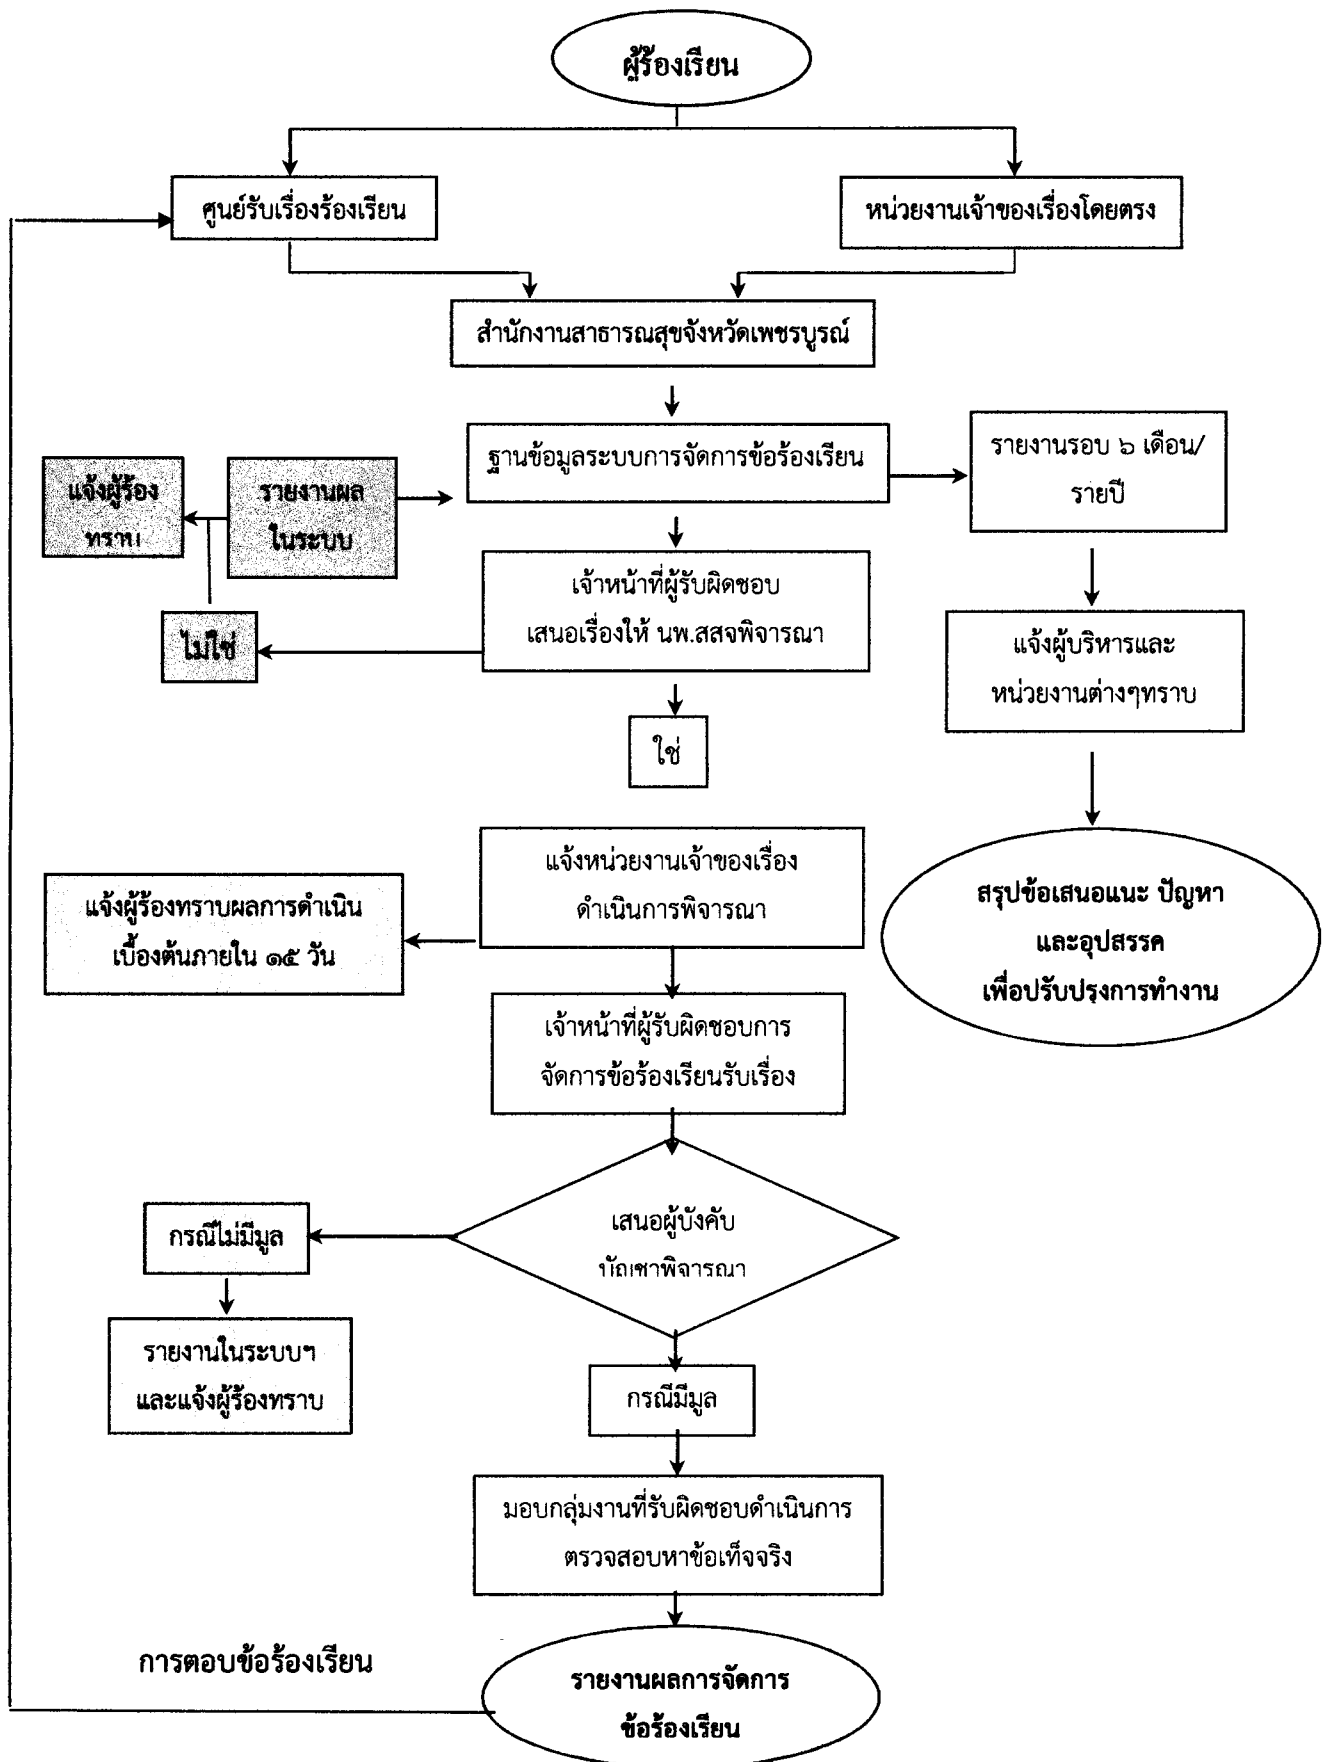 ผู้ร้องเรียน
ศูนย์รับเรื่องร้องเรียน
หน่วยงานเจ้าของเรื่องโดยตรง
สำนักงานสาธารณสุขจังหวัดเพชรบูรณ์
ฐานข้อมูลระบบการจัดการข้อร้องเรียน
รายงานรอบ ๖ เดือน/
รายปี
แจ้งผู้ร้อง
ทราบ
รายงานผล
ในระบบ
เจ้าหน้าที่ผู้รับผิดชอบ
เสนอเรื่องให้ นพ.สสจพิจารณา
ไม่ใช่
แจ้งผู้บริหารและ
หน่วยงานต่างๆทราบ
ใช่
แจ้งหน่วยงานเจ้าของเรื่อง
ดำเนินการพิจารณา
แจ้งผู้ร้องทราบผลการดำเนิน
เบื้องต้นภายใน ๑๕ วัน
สรุปข้อเสนอแนะ ปัญหา
และอุปสรรค
เพื่อปรับปรุงการทำงาน
เจ้าหน้าที่ผู้รับผิดชอบการ
จัดการข้อร้องเรียนรับเรื่อง
เสนอผู้บังคับ
บัญชาพิจารณา
กรณีไม่มีมูล
รายงานในระบบฯ
และแจ้งผู้ร้องทราบ
กรณีมีมูล
มอบกลุ่มงานที่รับผิดชอบดำเนินการ
ตรวจสอบหาข้อเท็จจริง
การตอบข้อร้องเรียน
รายงานผลการจัดการ
ข้อร้องเรียน